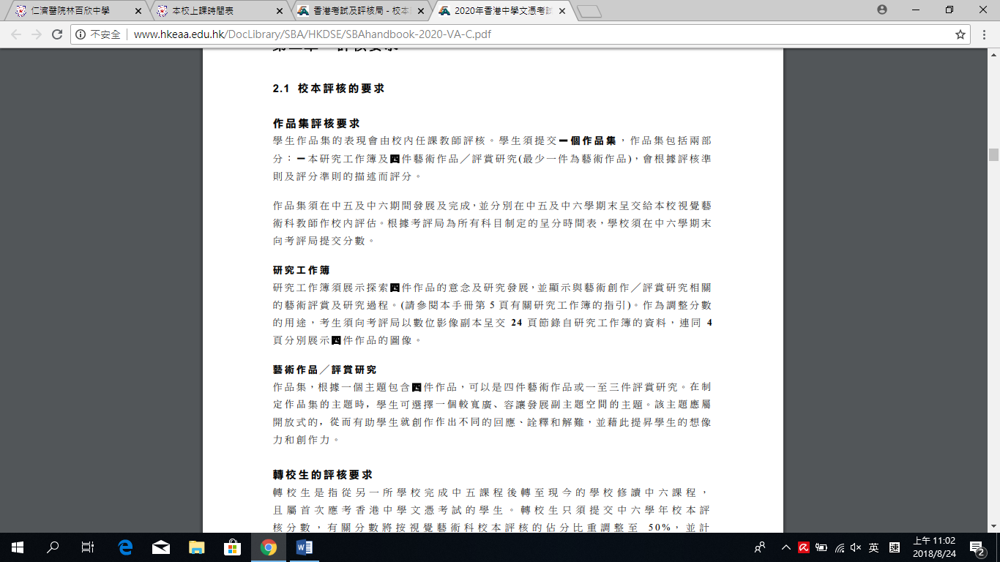 仁濟醫院林百欣中學
本校上課時間表
香港考試及評核局 - 校本
2020年香港中學文憑考試
不安全 | www.hkeaa.edu.hk/DocLibrary/SBA/HKDSE/SBAhandbook-2020-VA-C.pdf
2.1 校本評核的要求
作品集評核要求
學生作品集的表現會由校內任課教師評核。學生須提交一個作品集，作品集包括兩部
分：一本研究工作簿及四件藝術作品／評賞研究(最少一件為藝術作品)，會根據評核準
則及評分準則的描述而評分。
作品集須在中五及中六期間發展及完成，並分別在中五及中六學期末呈交給本校視覺藝
術科教師作校內評估。根據考評局為所有科目制定的呈分時間表，學校須在中六學期末
向考評局提交分數。
研究工作簿
研究工作簿須展示探索四件作品的意念及研究發展，並顯示與藝術創作／評賞研究相關
的藝術評賞及研究過程。(請參閱本手冊第 5 頁有關研究工作簿的指引)。作為調整分數
的用途，考生須向考評局以數位影像副本呈交 24 頁節錄自研究工作簿的資料，連同 4
頁分別展示四件作品的圖像。
藝術作品／評賞研究
作品集，根據一個主題包含四件作品，可以是四件藝術作品或一至三件評賞研究。在制
定作品集的主題時，學生可選擇一個較寬廣、容讓發展副主題空間的主題。該主題應屬
開放式的，從而有助學生就創作作出不同的回應、詮釋和解難，並藉此提昇學生的想像
力和創作力。
轉校生的評核要求
轉校生是指從另一所學校完成中五課程後轉至現今的學校修讀中六課程，
且屬首次應考香港中學文憑考試的學生。轉校生只須提交中六學年校本評
核分數，有關分數將按視覺藝術科校本評核的佔分比重調整至 50%，並計
英
速
上午 11:02
2018/8/24
2